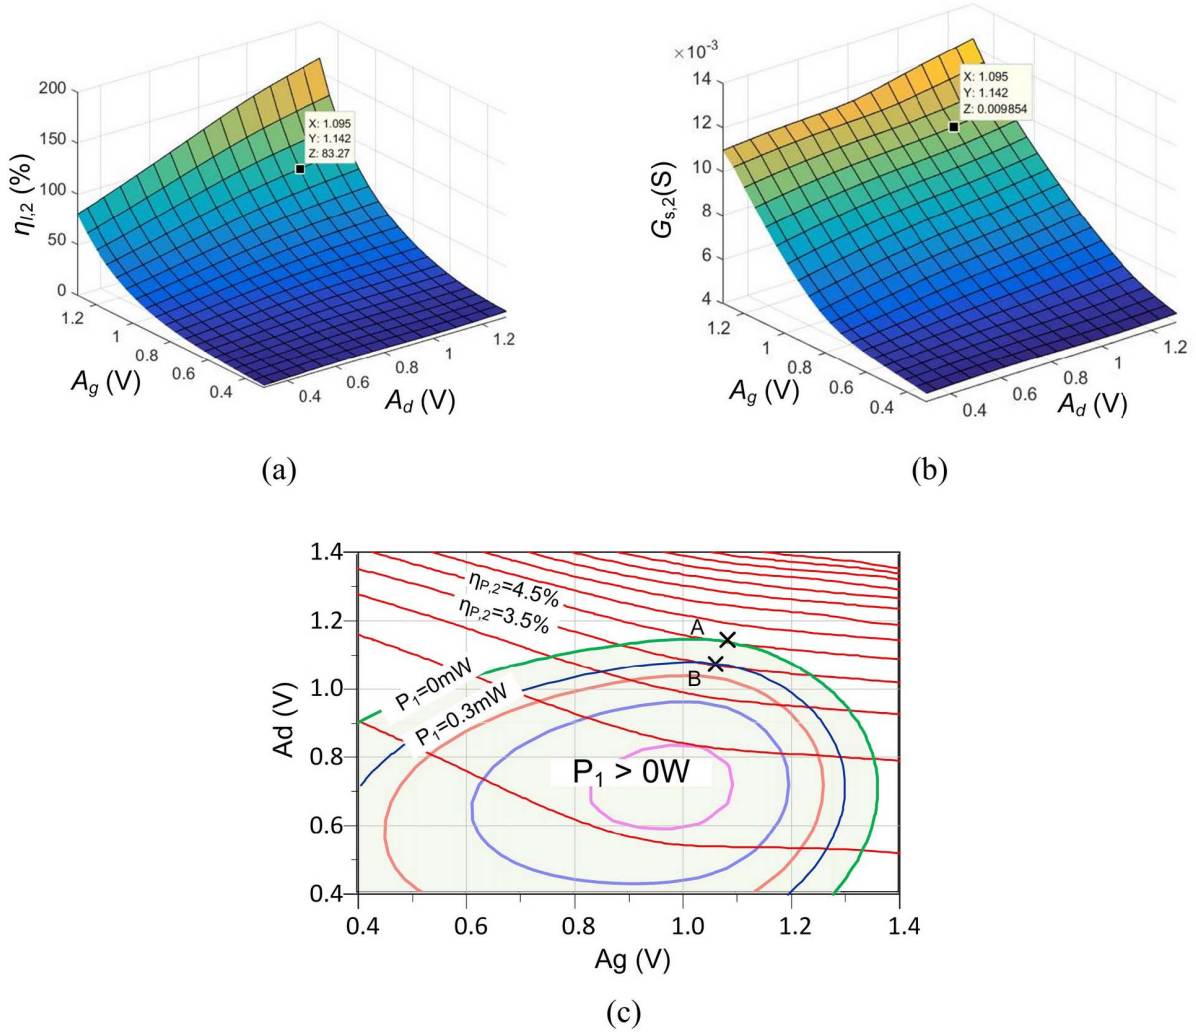 200
150
100
50
0
η_{I,2} (%)
X: 1.095
Y: 1.142
Z: 83.27
1.2
1
0.8
0.6
0.4
A_g (V)
0.4
0.6
0.8
1
1.2
A_d (V)
(a)
×10^{-3}
14
12
10
8
6
4
G_{s,2}(S)
X: 1.095
Y: 1.142
Z: 0.009854
1.2
1
0.8
0.6
0.4
A_g (V)
0.4
0.6
0.8
1
1.2
A_d (V)
(b)
1.4
1.2
1.0
0.8
0.6
0.4
Ad (V)
η_{P,2}=4.5%
η_{P,2}=3.5%
A
B
P_1=0mW
P_1=0.3mW
P_1 > 0W
0.4
0.6
0.8
1.0
1.2
1.4
Ag (V)
(c)